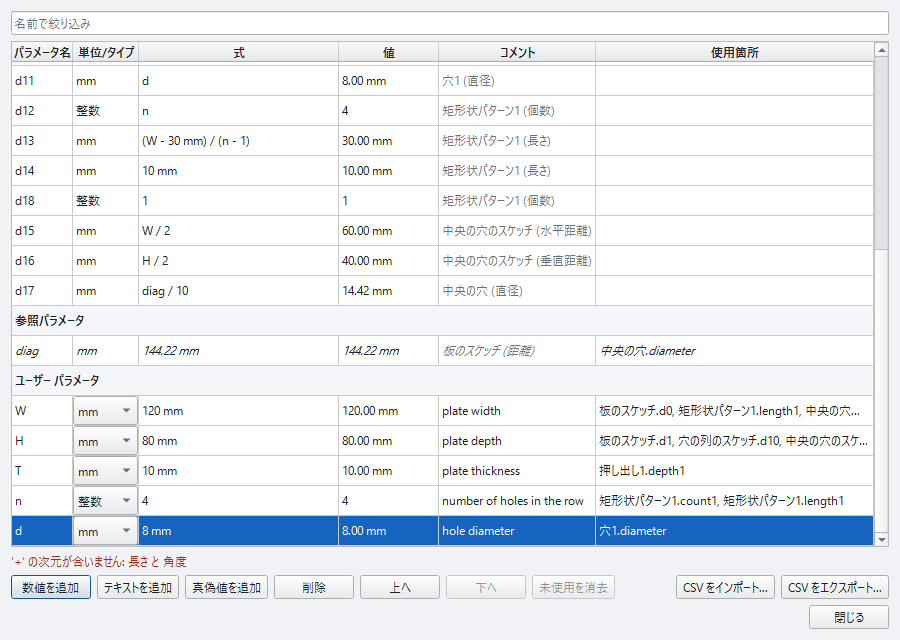 名前で絞り込み
パラメータ名 単位/タイプ 式 値 コメント 使用箇所
d11 mm d 8.00 mm 穴1 (直径)
d12 整数 n 4 矩形状パターン1 (個数)
d13 mm (W - 30 mm) / (n - 1) 30.00 mm 矩形状パターン1 (長さ)
d14 mm 10 mm 10.00 mm 矩形状パターン1 (長さ)
d18 整数 1 1 矩形状パターン1 (個数)
d15 mm W / 2 60.00 mm 中央の穴のスケッチ (水平距離)
d16 mm H / 2 40.00 mm 中央の穴のスケッチ (垂直距離)
d17 mm diag / 10 14.42 mm 中央の穴 (直径)
参照パラメータ
diag mm 144.22 mm 144.22 mm 板のスケッチ (距離) 中央の穴.diameter
ユーザー パラメータ
W mm 120 mm 120.00 mm plate width 板のスケッチ.d0, 矩形状パターン1.length1, 中央の穴...
H mm 80 mm 80.00 mm plate depth 板のスケッチ.d1, 穴の列のスケッチ.d10, 中央の穴のスケ...
T mm 10 mm 10.00 mm plate thickness 押し出し1.depth1
n 整数 4 4 number of holes in the row 矩形状パターン1.count1, 矩形状パターン1.length1
d mm 8 mm 8.00 mm hole diameter 穴1.diameter
'+' の次元が合いません: 長さ と 角度
数値を追加 テキストを追加 真偽値を追加 削除 上へ 下へ 未使用を消去 CSV をインポート... CSV をエクスポート...
閉じる